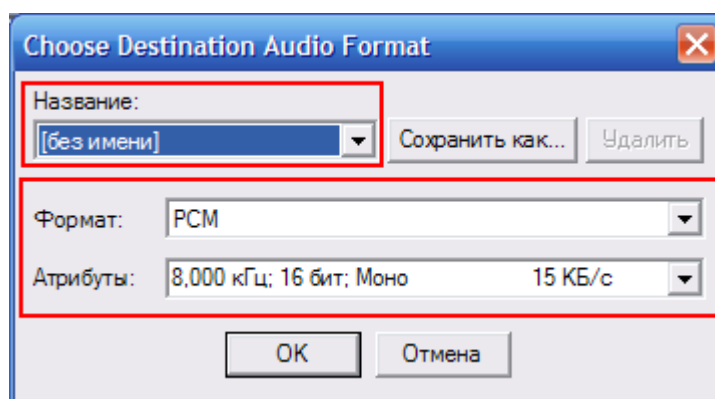 Choose Destination Audio Format
Название:
[без имени]
Сохранить как...
Удалить
Формат:
PCM
Атрибуты:
8,000 кГц; 16 бит; Моно 15 КБ/с
OK
Отмена